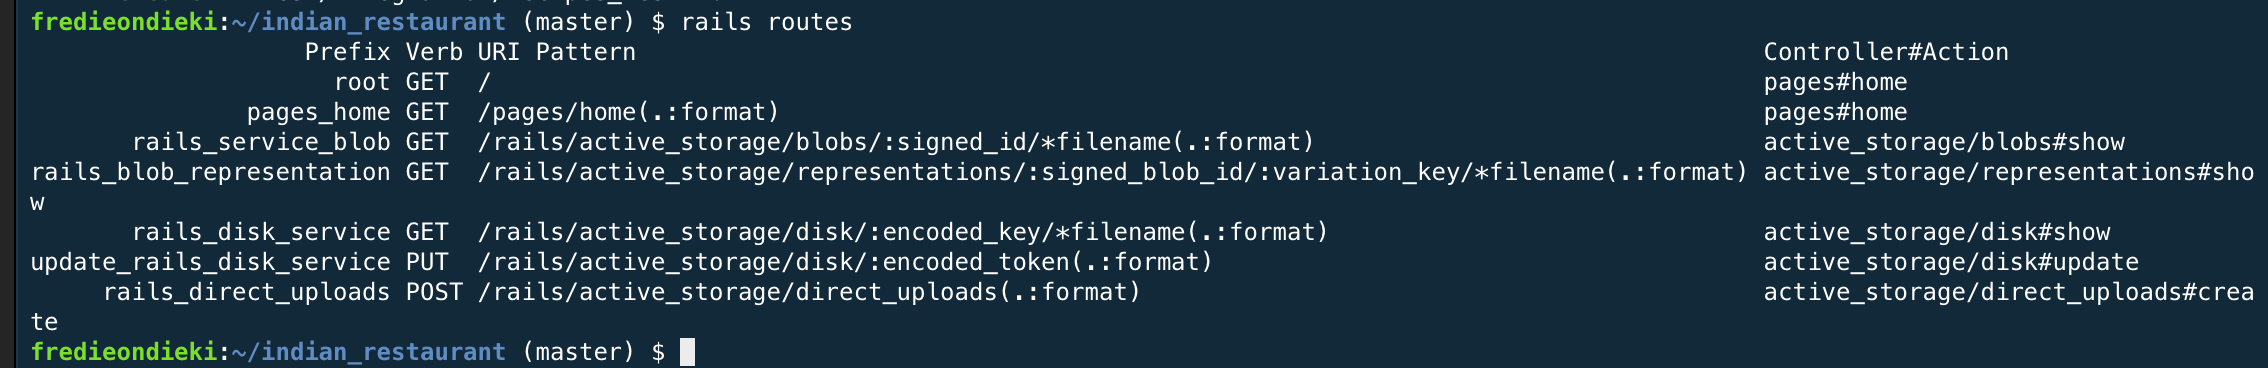 fredieondieki:~/indian_restaurant (master) $ rails routes
                   Prefix Verb URI Pattern                                                                              Controller#Action
                     root GET  /                                                                                        pages#home
               pages_home GET  /pages/home(.:format)                                                                    pages#home
       rails_service_blob GET  /rails/active_storage/blobs/:signed_id/*filename(.:format)                               active_storage/blobs#show
rails_blob_representation GET  /rails/active_storage/representations/:signed_blob_id/:variation_key/*filename(.:format) active_storage/representations#sho
w
       rails_disk_service GET  /rails/active_storage/disk/:encoded_key/*filename(.:format)                              active_storage/disk#show
update_rails_disk_service PUT  /rails/active_storage/disk/:encoded_token(.:format)                                      active_storage/disk#update
     rails_direct_uploads POST /rails/active_storage/direct_uploads(.:format)                                           active_storage/direct_uploads#crea
te
fredieondieki:~/indian_restaurant (master) $